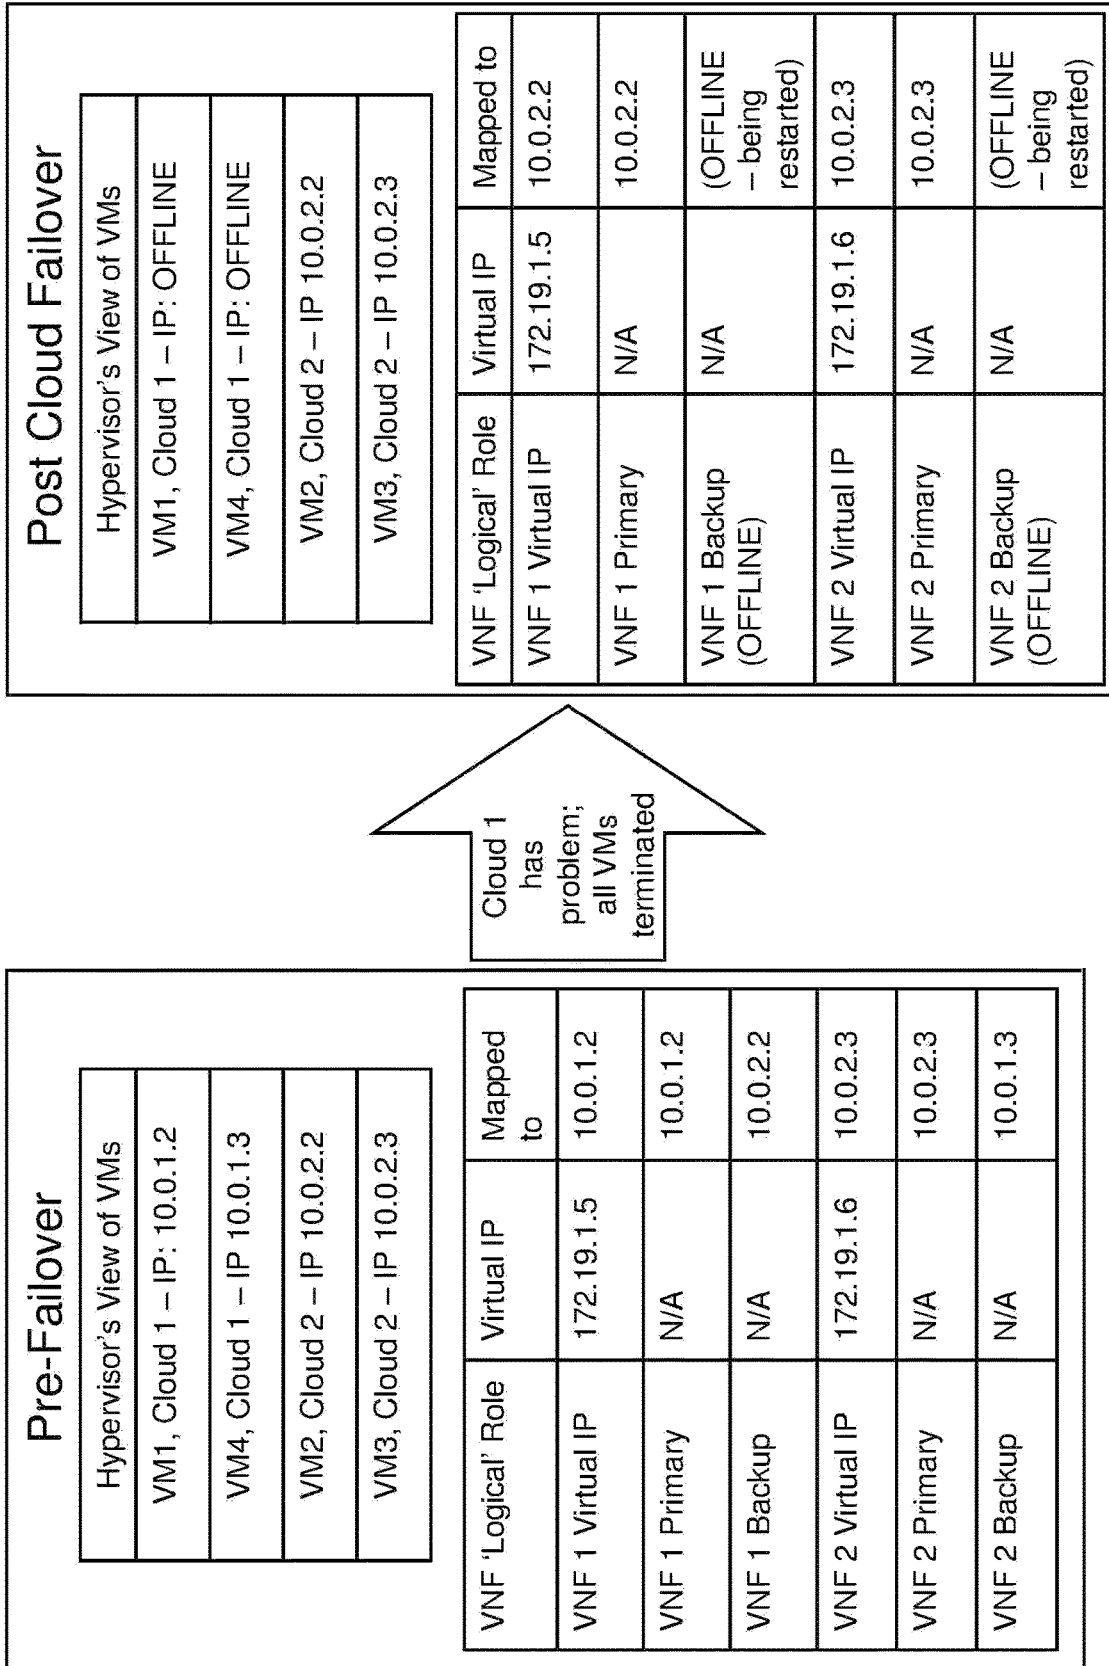 Pre-Failover
Hypervisor's View of VMs
VM1, Cloud 1 – IP: 10.0.1.2
VM4, Cloud 1 – IP 10.0.1.3
VM2, Cloud 2 – IP 10.0.2.2
VM3, Cloud 2 – IP 10.0.2.3
VNF 'Logical' Role Virtual IP Mapped
to
VNF 1 Virtual IP 172.19.1.5 10.0.1.2
VNF 1 Primary N/A 10.0.1.2
VNF 1 Backup N/A 10.0.2.2
VNF 2 Virtual IP 172.19.1.6 10.0.2.3
VNF 2 Primary N/A 10.0.2.3
VNF 2 Backup N/A 10.0.1.3
Cloud 1
has
problem;
all VMs
terminated
Post Cloud Failover
Hypervisor's View of VMs
VM1, Cloud 1 – IP: OFFLINE
VM4, Cloud 1 – IP: OFFLINE
VM2, Cloud 2 – IP 10.0.2.2
VM3, Cloud 2 – IP 10.0.2.3
VNF 'Logical' Role Virtual IP Mapped to
VNF 1 Virtual IP 172.19.1.5 10.0.2.2
VNF 1 Primary N/A 10.0.2.2
VNF 1 Backup N/A (OFFLINE
(OFFLINE) – being
restarted)
VNF 2 Virtual IP 172.19.1.6 10.0.2.3
VNF 2 Primary N/A 10.0.2.3
VNF 2 Backup N/A (OFFLINE
(OFFLINE) – being
restarted)